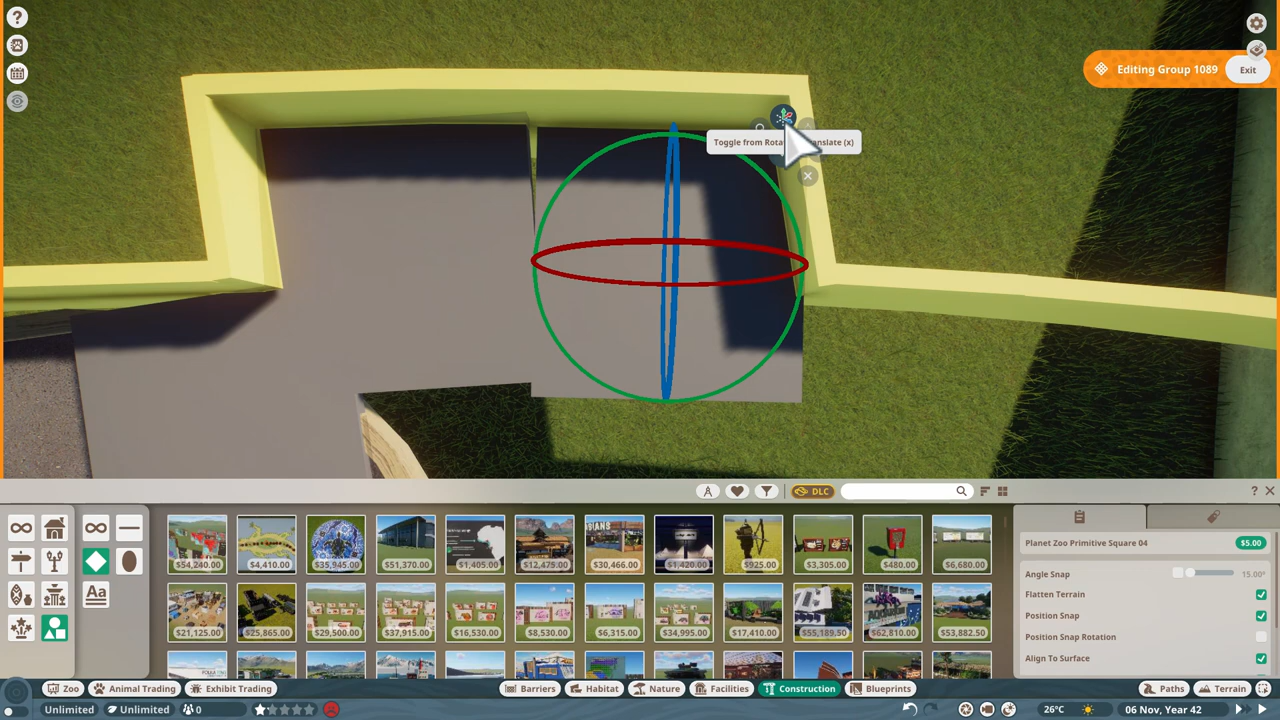 Editing Group 1089
Exit
Toggle from Rota
anslate (x)
DLC
Planet Zoo Primitive Square 04
$5.00
$54,240.00
$4,410.00
$35,945.00
$51,370.00
$1,405.00
$12,475.00
$30,466.00
$1,420.00
$925.00
$3,305.00
$480.00
$6,680.00
Angle Snap
15.00°
Flatten Terrain
Aa
$21,125.00
$25,865.00
$29,500.00
$37,915.00
$16,530.00
$8,530.00
$6,315.00
$34,995.00
$17,410.00
$55,189.50
$62,810.00
$53,882.50
Position Snap
Position Snap Rotation
Align To Surface
Zoo
Animal Trading
Exhibit Trading
Barriers
Habitat
Nature
Facilities
Construction
Blueprints
Paths
Terrain
Unlimited
Unlimited
0
26°C
06 Nov, Year 42